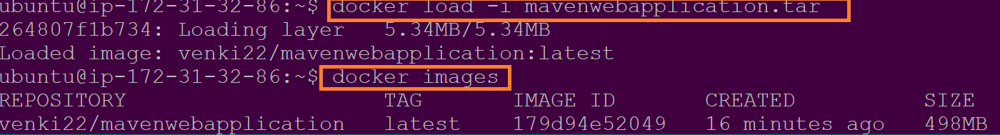 ubuntu@ip-172-31-32-86:~$ docker load -i mavenwebapplication.tar
264807f1b734: Loading layer   5.34MB/5.34MB
Loaded image: venki22/mavenwebapplication:latest
ubuntu@ip-172-31-32-86:~$ docker images
REPOSITORY                    TAG       IMAGE ID       CREATED          SIZE
venki22/mavenwebapplication   latest    179d94e52049   16 minutes ago   498MB